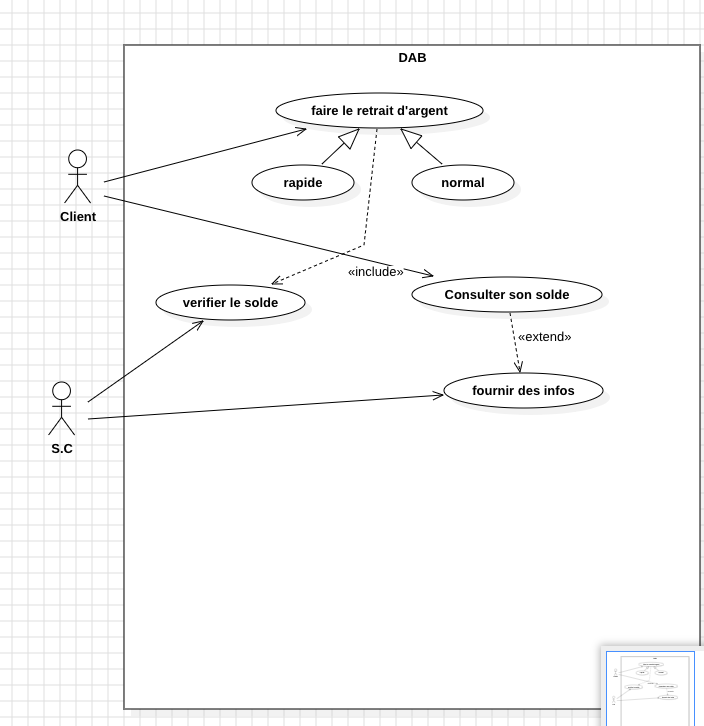 DAB
faire le retrait d'argent
rapide
normal
Client
«include»
verifier le solde
Consulter son solde
«extend»
fournir des infos
S.C